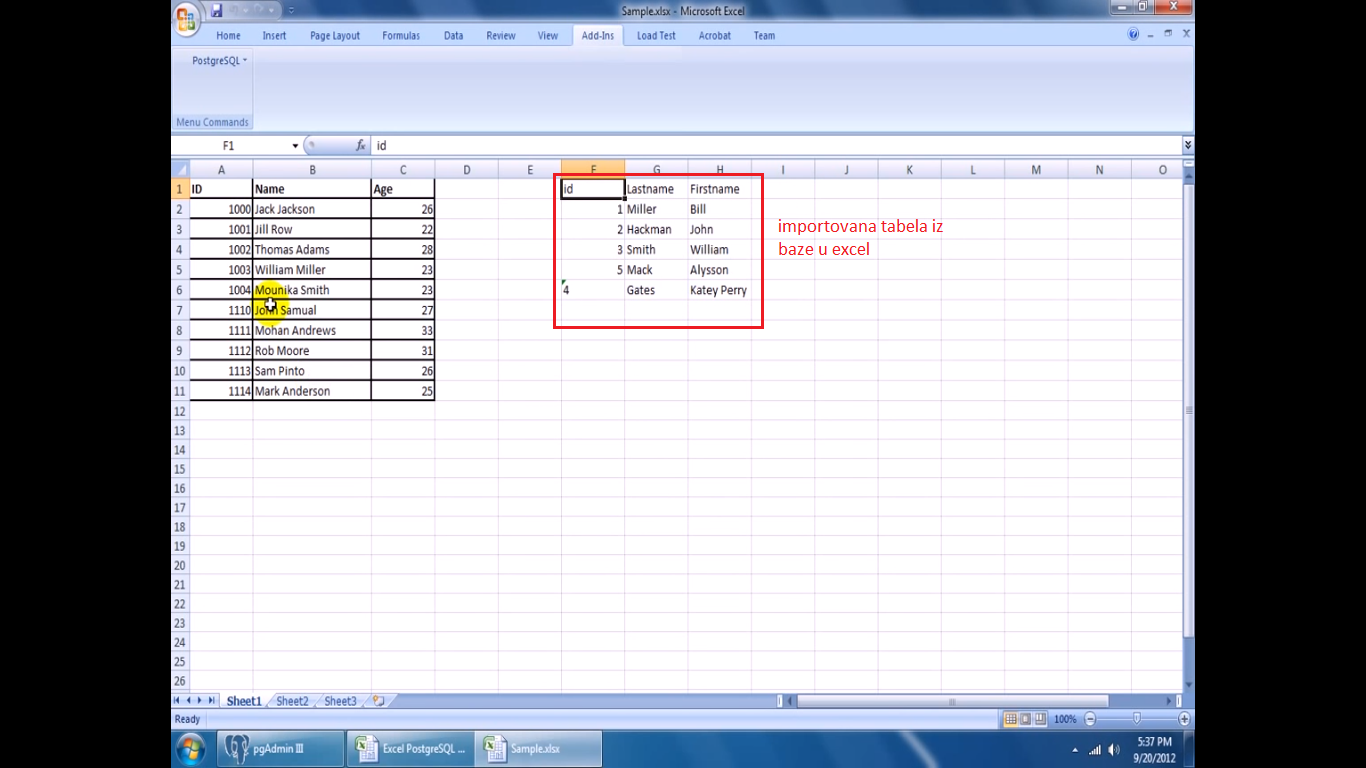 Sample.xlsx - Microsoft Excel
Home Insert Page Layout Formulas Data Review View Add-Ins Load Test Acrobat Team
PostgreSQL
Menu Commands
F1 fx id
A B C D E F G H I J K L M N O
1 ID Name Age id Lastname Firstname
2 1000 Jack Jackson 26 1 Miller Bill
3 1001 Jill Row 22 2 Hackman John
4 1002 Thomas Adams 28 3 Smith William
5 1003 William Miller 23 5 Mack Alysson
6 1004 Mounika Smith 23 4 Gates Katey Perry
7 1110 John Samual 27
8 1111 Mohan Andrews 33
9 1112 Rob Moore 31
10 1113 Sam Pinto 26
11 1114 Mark Anderson 25
12
13
14
15
16
17
18
19
20
21
22
23
24
25
26
importovana tabela iz
baze u excel
Sheet1 Sheet2 Sheet3
Ready 100%
pgAdmin III Excel PostgreSQL ... Sample.xlsx
5:37 PM
9/20/2012